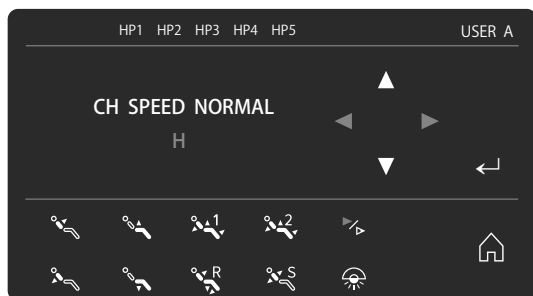 HP1 HP2 HP3 HP4 HP5 USER A
CH SPEED NORMAL
H
1 2
R S